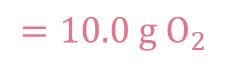 = 10.0 g O₂